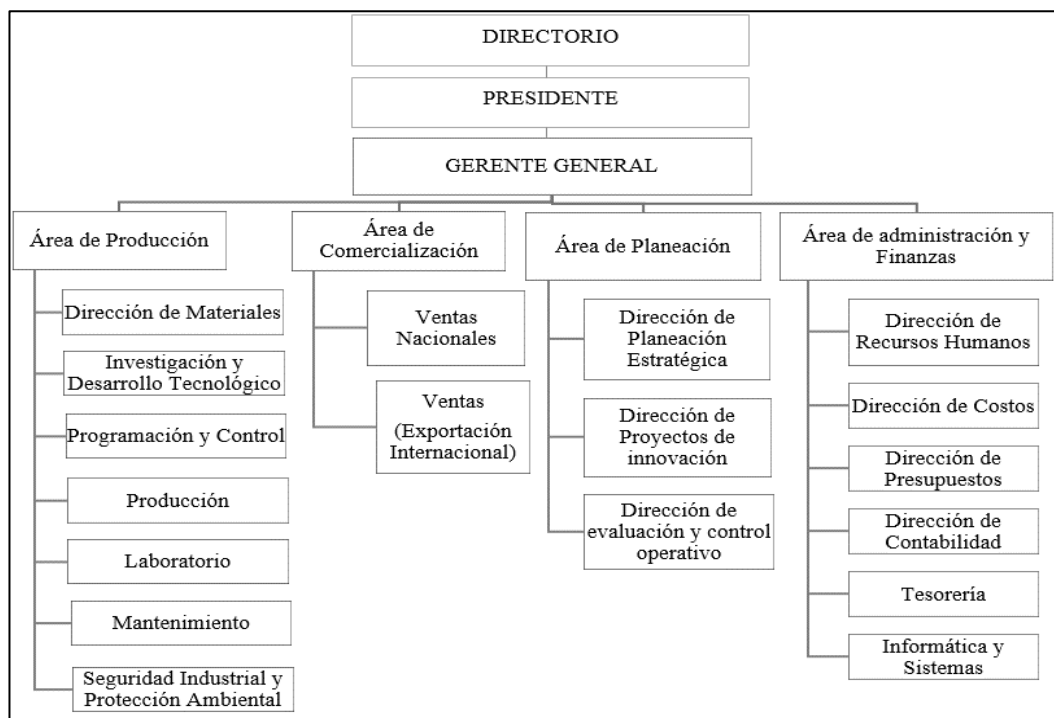 DIRECTORIO
PRESIDENTE
GERENTE GENERAL
Área de Producción
Dirección de Materiales
Investigación y
Desarrollo Tecnológico
Programación y Control
Producción
Laboratorio
Mantenimiento
Seguridad Industrial y
Protección Ambiental
Área de
Comercialización
Ventas
Nacionales
Ventas
(Exportación
Internacional)
Área de Planeación
Dirección de
Planeación
Estratégica
Dirección de
Proyectos de
innovación
Dirección de
evaluación y control
operativo
Área de administración y
Finanzas
Dirección de
Recursos Humanos
Dirección de Costos
Dirección de
Presupuestos
Dirección de
Contabilidad
Tesorería
Informática y
Sistemas